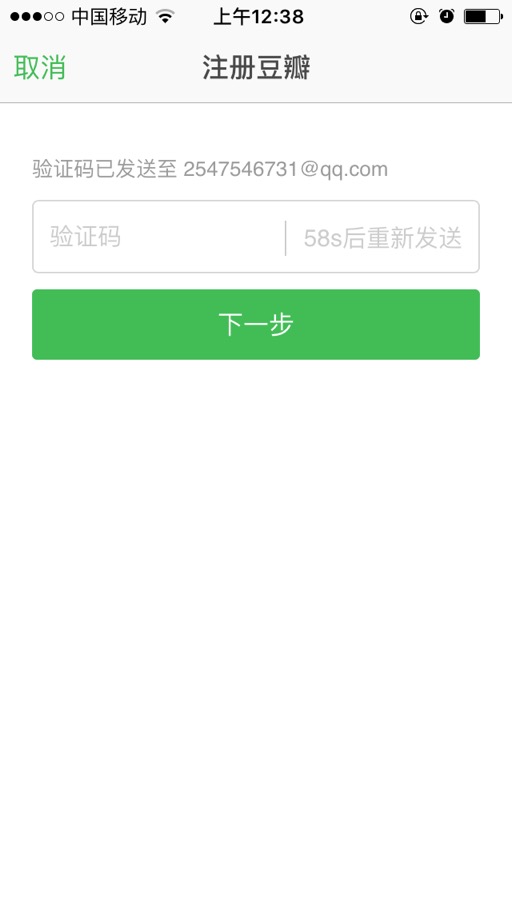 中国移动 上午12:38
取消 注册豆瓣
验证码已发送至 2547546731@qq.com
验证码 58s后重新发送
下一步